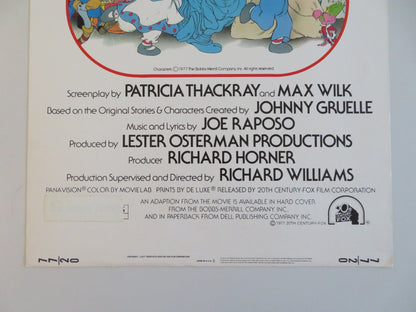 Characters © 1977 The Bobbs-Merrill Company, Inc. All rights reserved
Screenplay by PATRICIA THACKRAY and MAX WILK
Based on the Original Stories & Characters Created by JOHNNY GRUELLE
Music and Lyrics by JOE RAPOSO
Produced by LESTER OSTERMAN PRODUCTIONS
Producer RICHARD HORNER
Production Supervised and Directed by RICHARD WILLIAMS
PANAVISION® COLOR BY MOVIELAB PRINTS BY DE LUXE® RELEASED BY 20TH CENTURY-FOX FILM CORPORATION
AN ADAPTION FROM THE MOVIE IS AVAILABLE IN HARD COVER
FROM THE BOBBS-MERRILL COMPANY INC.
AND IN PAPERBACK FROM DELL PUBLISHING COMPANY, INC.
20th CENTURY FOX
© 1977 20TH CENTURY-FOX
77/20
77/20